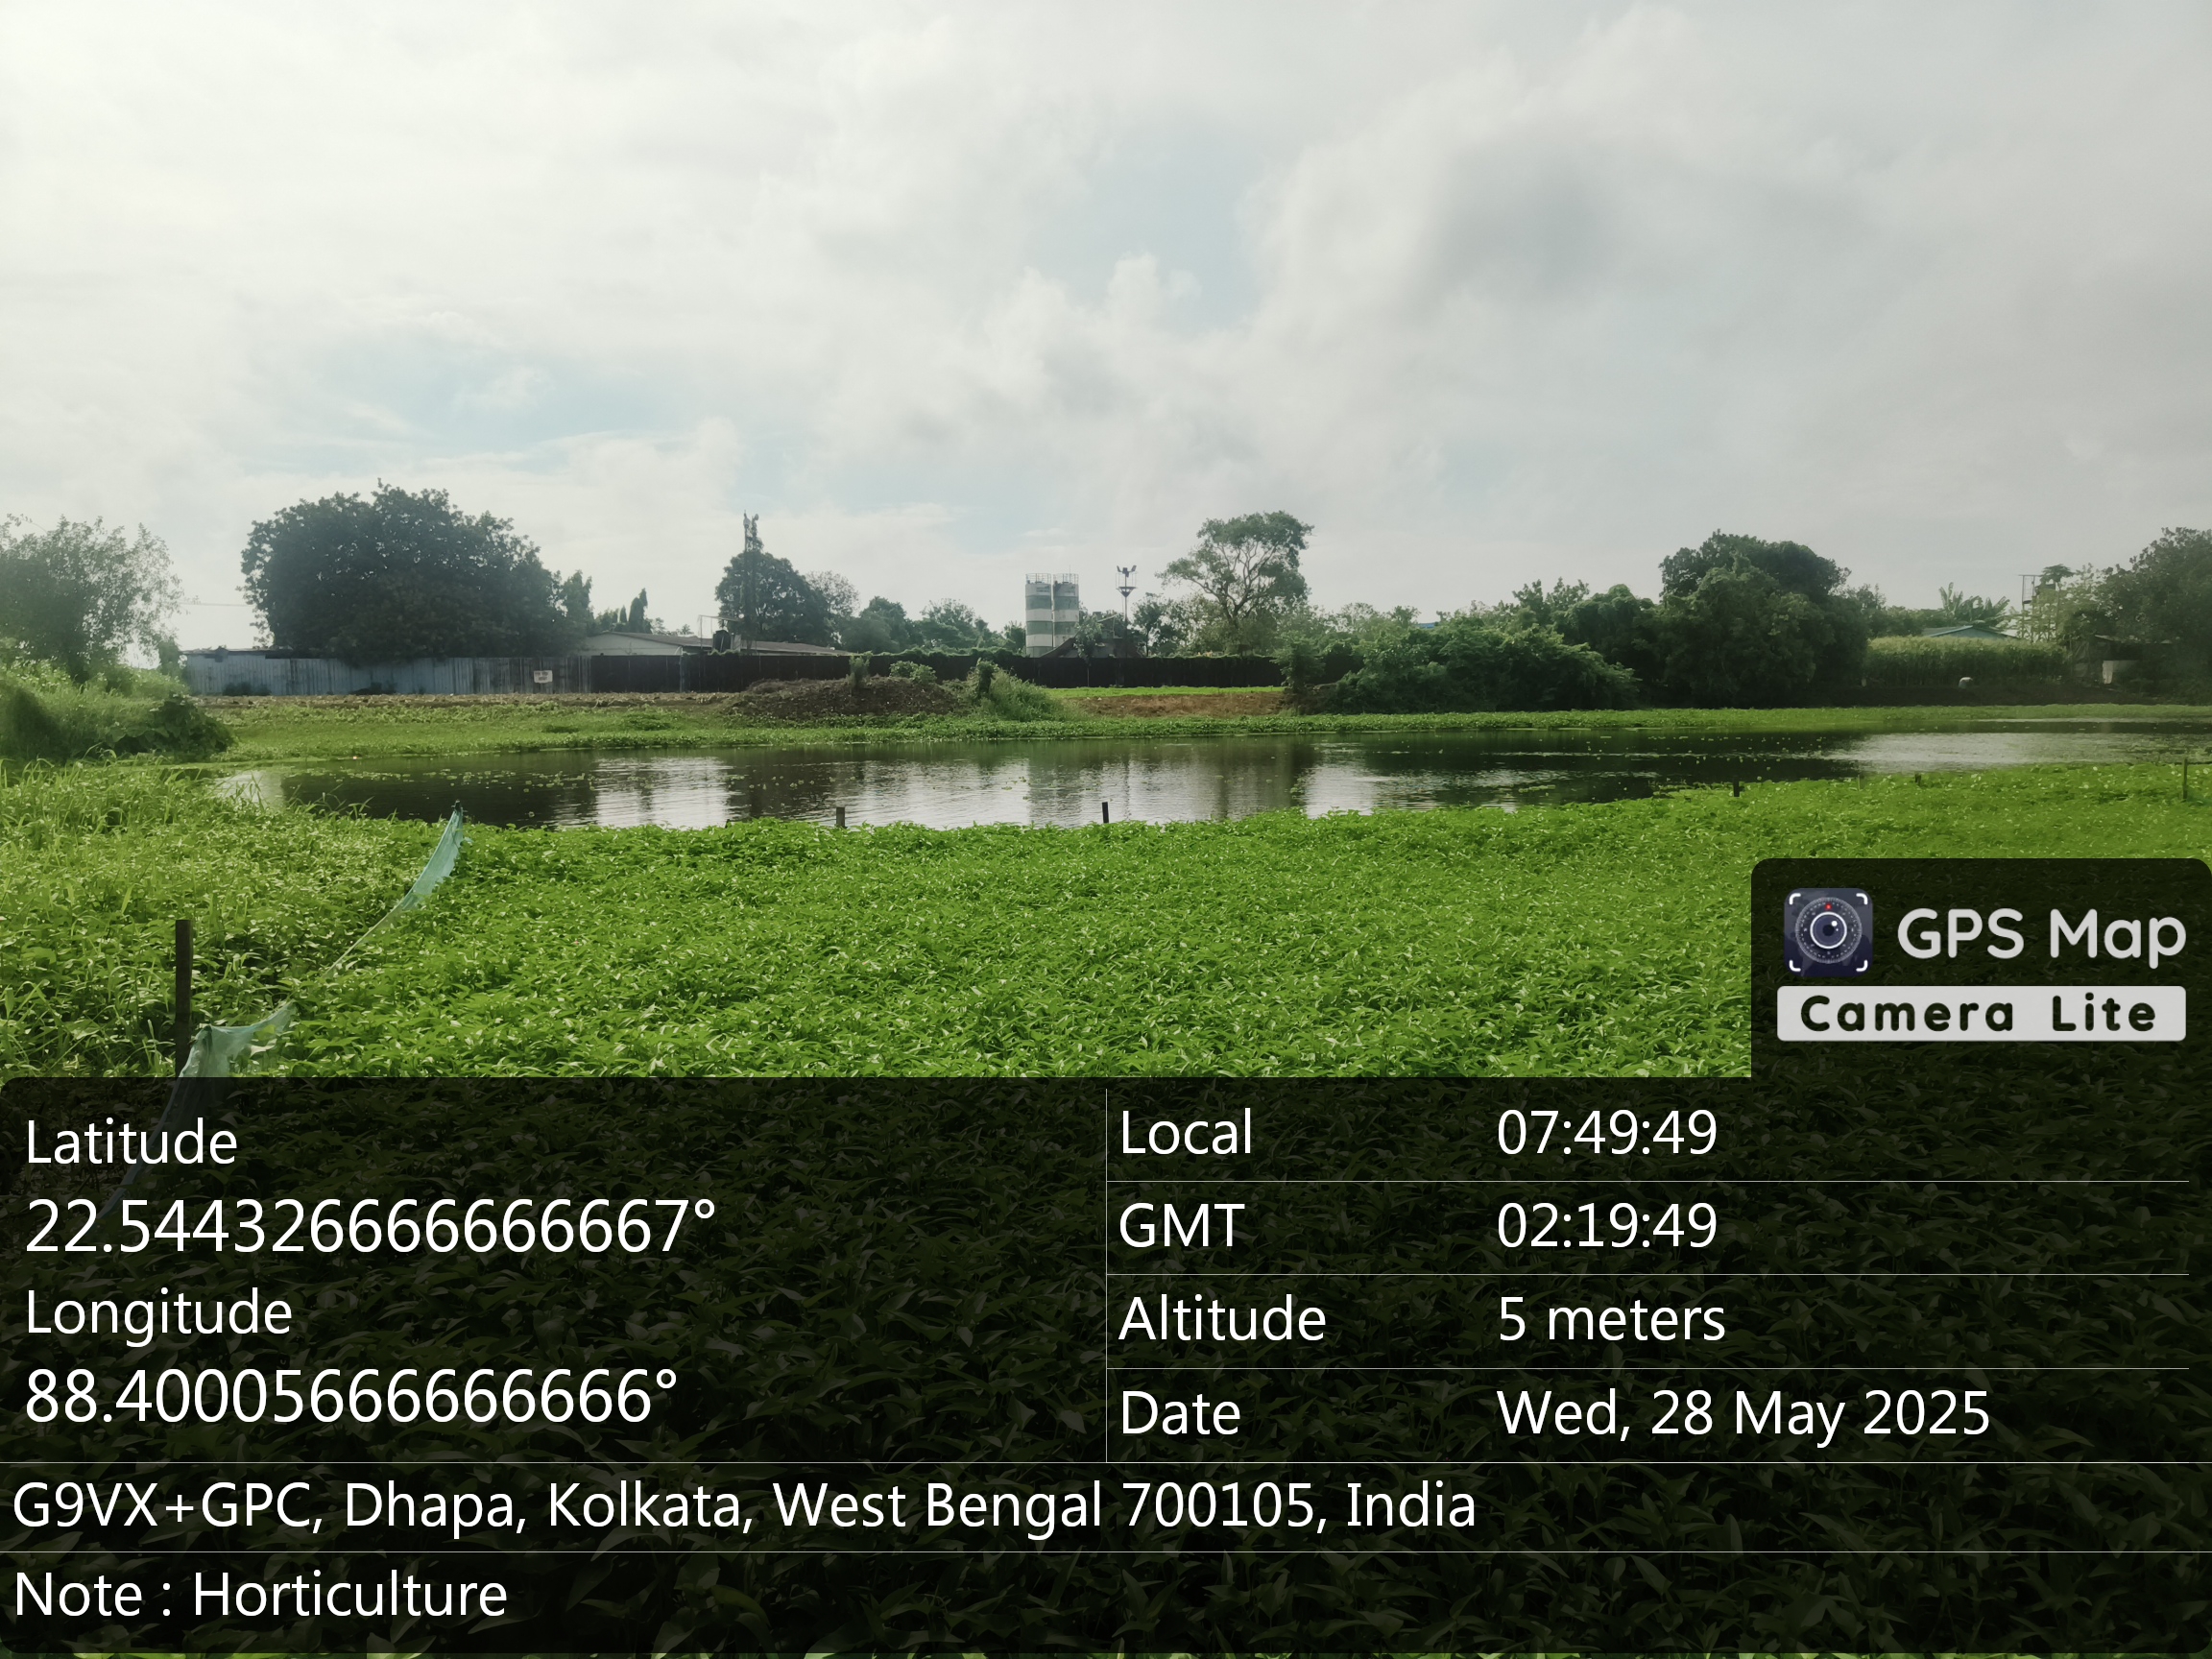 GPS Map
Camera Lite
Latitude
22.544326666666667°
Longitude
88.40005666666666°
Local 07:49:49
GMT 02:19:49
Altitude 5 meters
Date Wed, 28 May 2025
G9VX+GPC, Dhapa, Kolkata, West Bengal 700105, India
Note : Horticulture